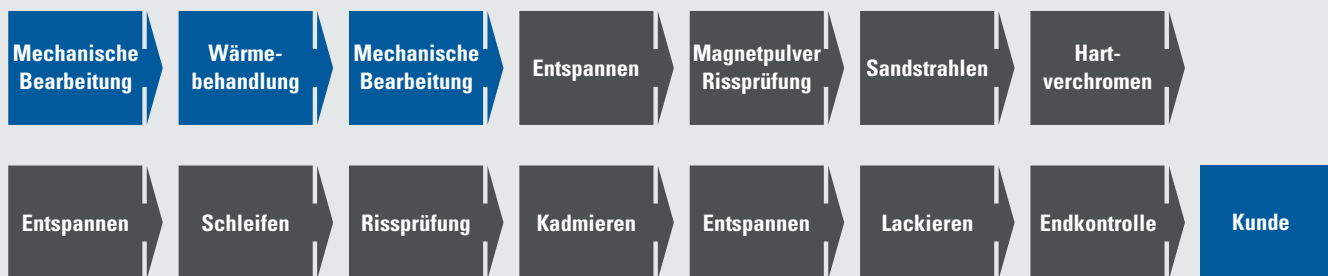 Mechanische
Bearbeitung
Wärme-
behandlung
Mechanische
Bearbeitung
Entspannen
Magnetpulver
Rissprüfung
Sandstrahlen
Hart-
verchromen
Entspannen
Schleifen
Rissprüfung
Kadmieren
Entspannen
Lackieren
Endkontrolle
Kunde